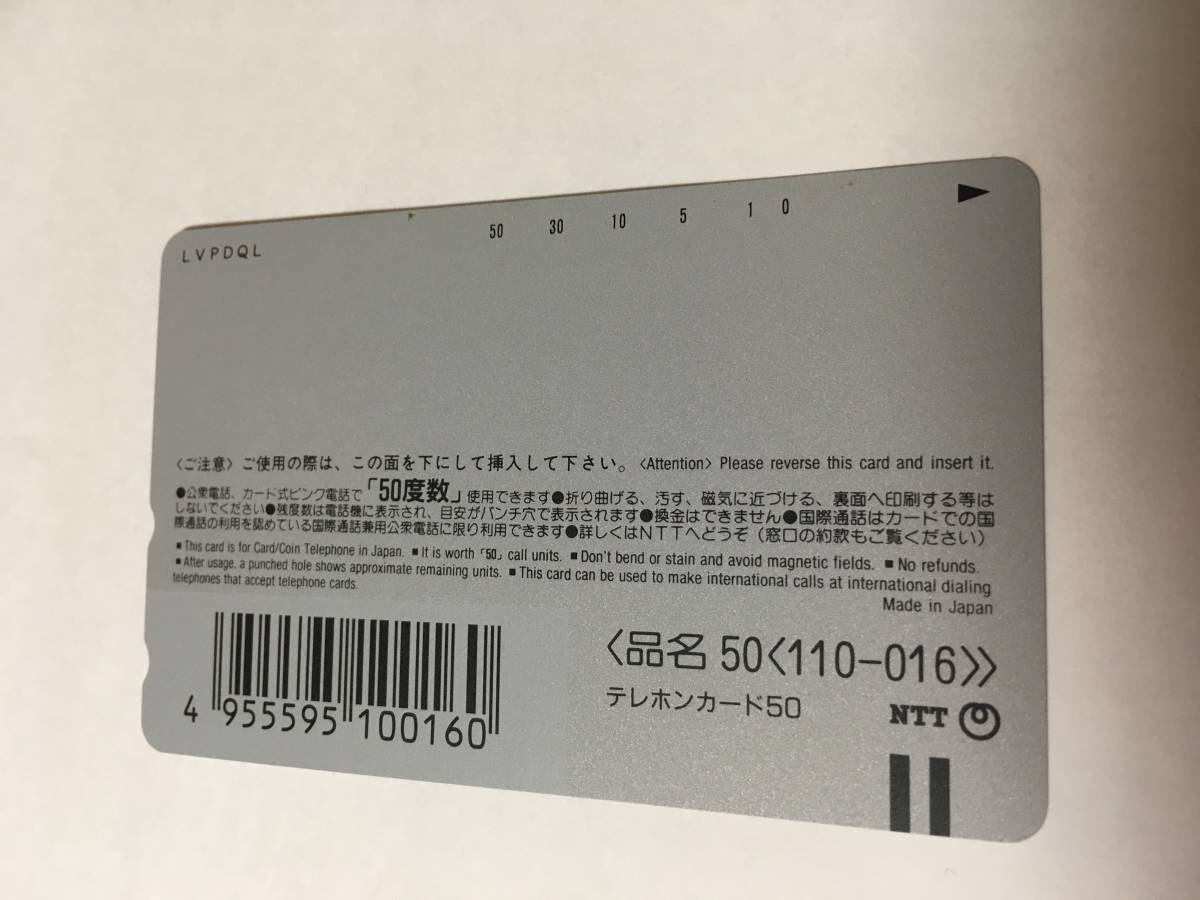 50 30 10 5 1 0
LVPDQL
〈ご注意〉ご使用の際は、この面を下にして挿入して下さい。〈Attention〉Please reverse this card and insert it.
●公衆電話、カード式ピンク電話で「50度数」使用できます●折り曲げる、汚す、磁気に近づける、裏面へ印刷する等は
しないでください●残度数は電話機に表示され、目安がパンチ穴で表示されます●換金はできません●国際通話はカードでの国
際通話の利用を認めている国際通話兼用公衆電話に限り利用できます●詳しくはNTTへどうぞ(窓口の約款もご覧ください)
■This card is for Card/Coin Telephone in Japan. ■It is worth「50」call units. ■Don't bend or stain and avoid magnetic fields. ■No refunds.
■After usage, a punched hole shows approximate remaining units. ■This card can be used to make international calls at international dialing
telephones that accept telephone cards.
Made in Japan
〈品名 50〈110-016〉〉
テレホンカード50
NTT
4 955595 100160